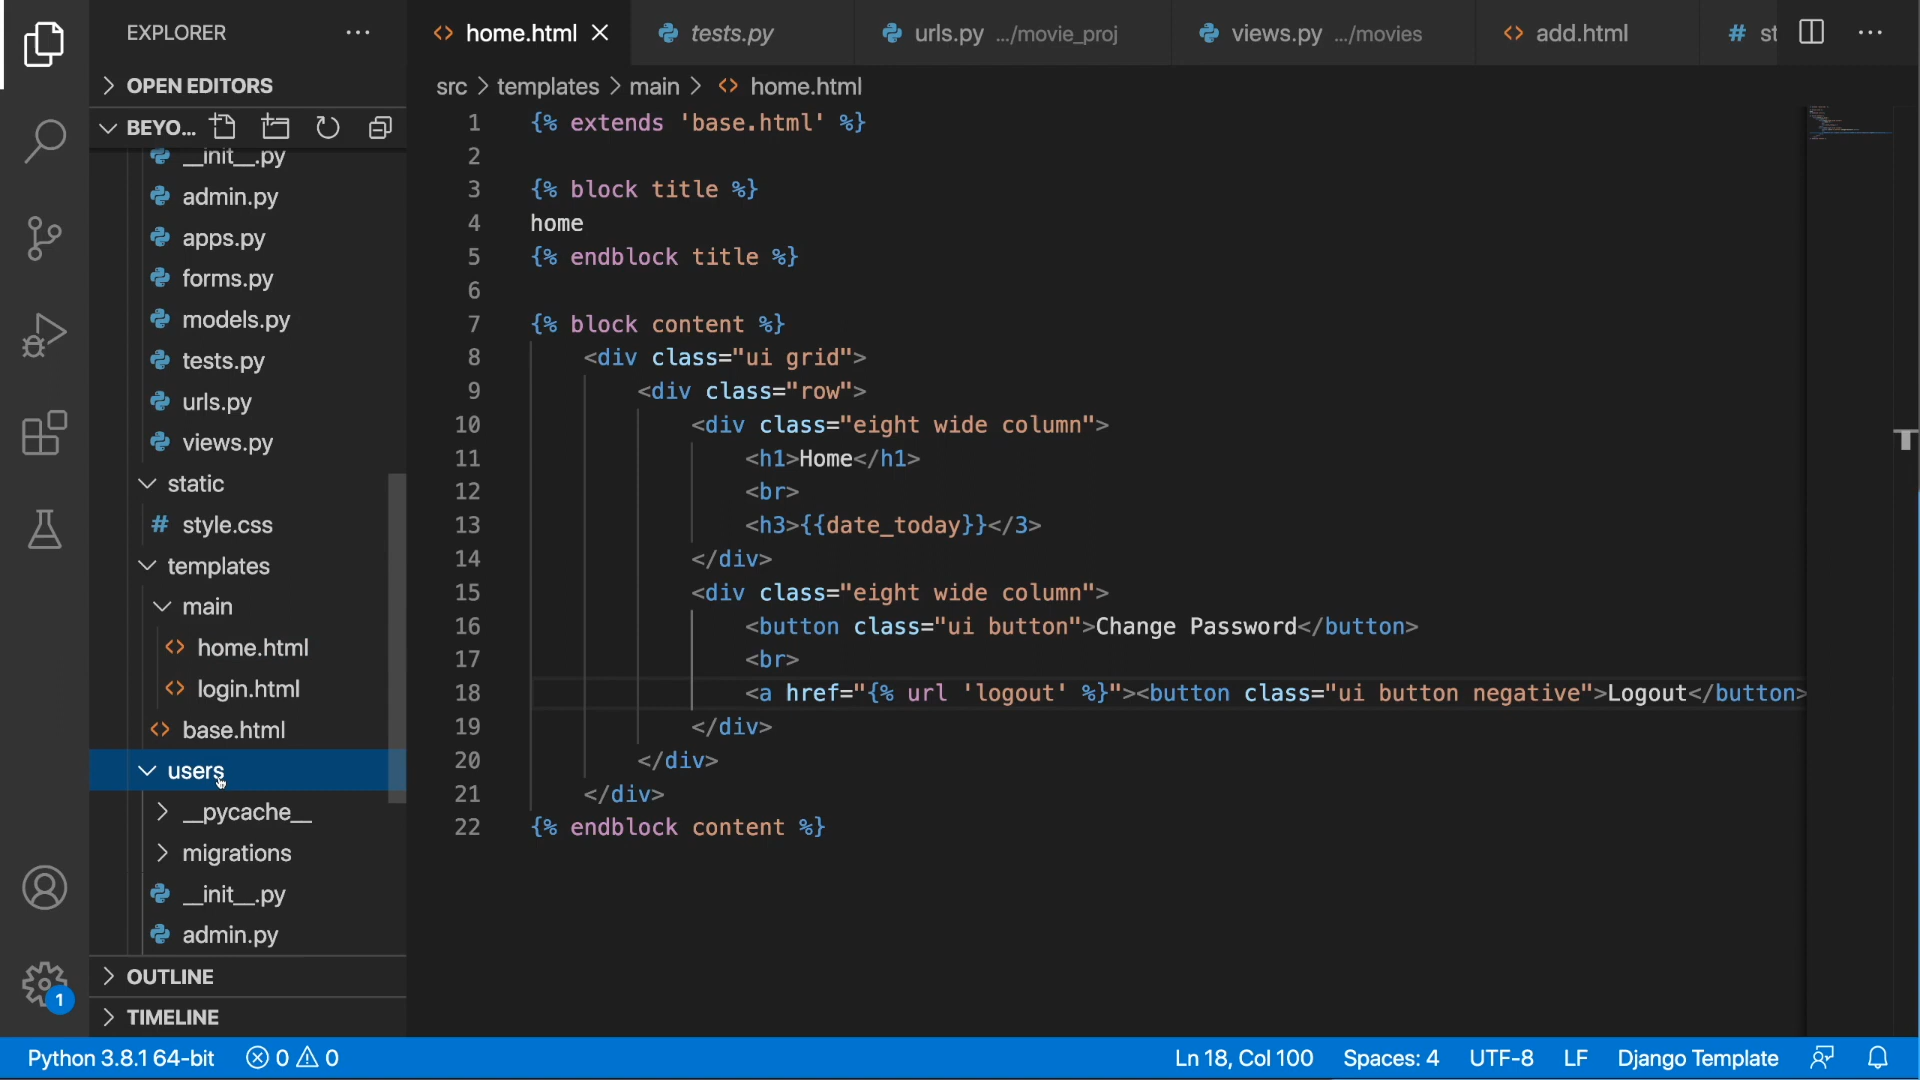 EXPLORER
home.html
tests.py
urls.py .../movie_proj
views.py .../movies
add.html
# st
OPEN EDITORS
BEYO...
src > templates > main > <> home.html
__init__.py
admin.py
apps.py
forms.py
models.py
tests.py
urls.py
views.py
static
# style.css
templates
main
<> home.html
<> login.html
<> base.html
users
__pycache__
migrations
__init__.py
admin.py
OUTLINE
TIMELINE
1 {% extends 'base.html' %}
2
3 {% block title %}
4 home
5 {% endblock title %}
6
7 {% block content %}
8 <div class="ui grid">
9 <div class="row">
10 <div class="eight wide column">
11 <h1>Home</h1>
12 <br>
13 <h3>{{date_today}}</3>
14 </div>
15 <div class="eight wide column">
16 <button class="ui button">Change Password</button>
17 <br>
18 <a href="{% url 'logout' %}"><button class="ui button negative">Logout</button>
19 </div>
20 </div>
21 </div>
22 {% endblock content %}
1
Python 3.8.1 64-bit 0 0 Ln 18, Col 100 Spaces: 4 UTF-8 LF Django Template